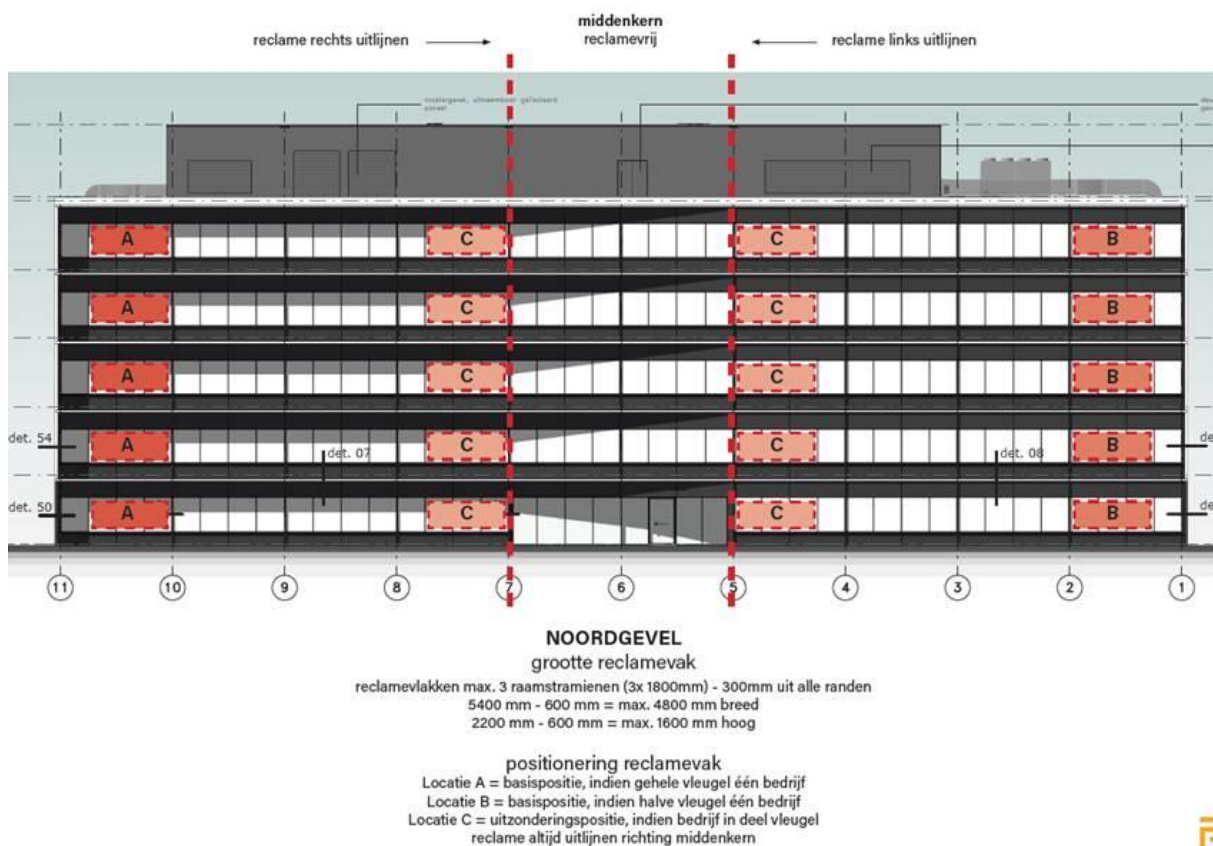 middenkern
reclame rechts uitlijnen
reclamevrij
reclame links uitlijnen
A C C B
A C C B
A C C B
det. 54
A C C B
det. 07
det. 08
det. 50
A C C B
11 10 9 8 7 6 5 4 3 2 1
NOORDGEVEL
grootte reclamevak
reclamevlakken max. 3 raamstramienen (3x 1800mm) - 300mm uit alle randen
5400 mm - 600 mm = max. 4800 mm breed
2200 mm - 600 mm = max. 1600 mm hoog
positionering reclamevak
Locatie A = basispositie, indien gehele vleugel één bedrijf
Locatie B = basispositie, indien halve vleugel één bedrijf
Locatie C = uitzonderingspositie, indien bedrijf in deel vleugel
reclame altijd uitlijnen richting middenkern